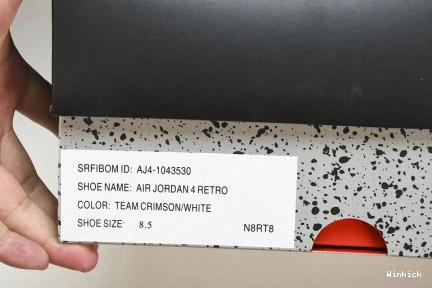 SRFIBOM ID: AJ4-1043530
SHOE NAME: AIR JORDAN 4 RETRO
COLOR: TEAM CRIMSON/WHITE
SHOE SIZE: 8.5 N8RT8
Winkick